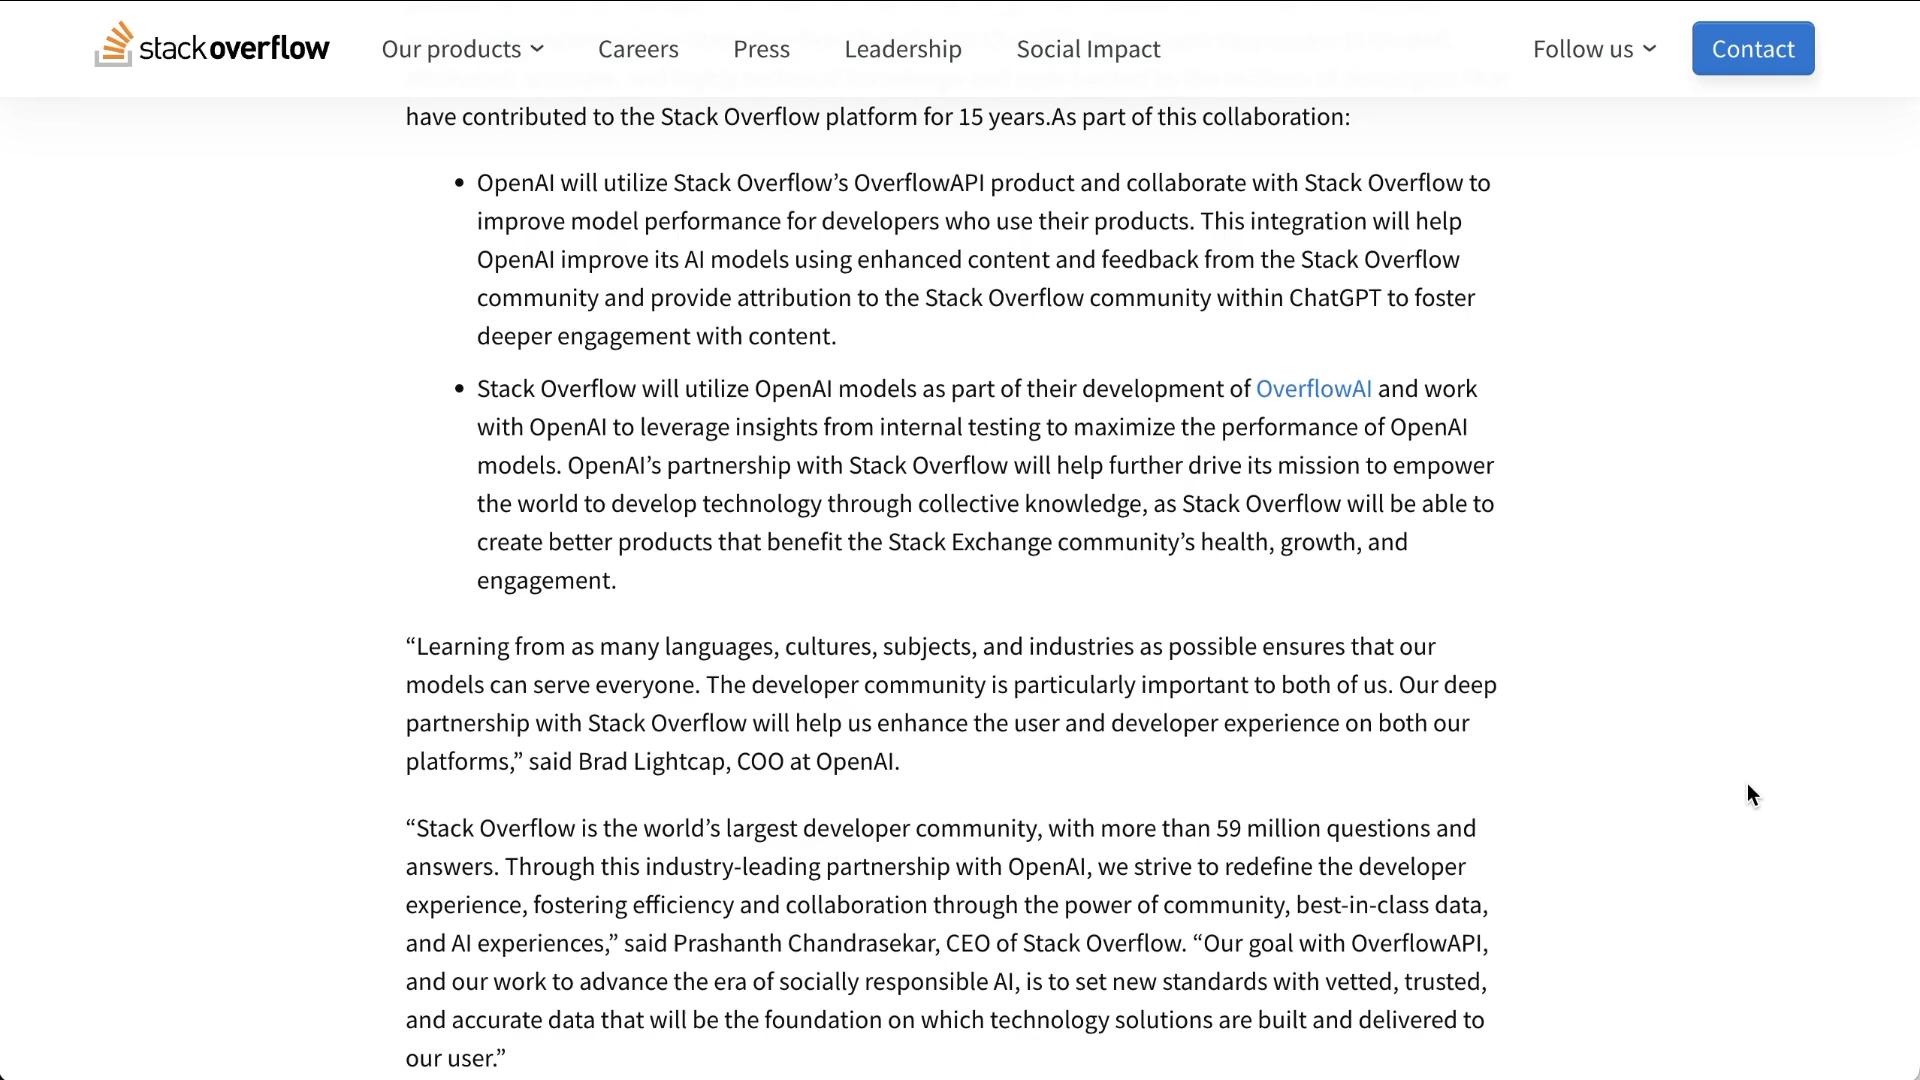 stackoverflow Our products Careers Press Leadership Social Impact Follow us Contact
have contributed to the Stack Overflow platform for 15 years.As part of this collaboration:
• OpenAI will utilize Stack Overflow’s OverflowAPI product and collaborate with Stack Overflow to
improve model performance for developers who use their products. This integration will help
OpenAI improve its AI models using enhanced content and feedback from the Stack Overflow
community and provide attribution to the Stack Overflow community within ChatGPT to foster
deeper engagement with content.
• Stack Overflow will utilize OpenAI models as part of their development of OverflowAI and work
with OpenAI to leverage insights from internal testing to maximize the performance of OpenAI
models. OpenAI’s partnership with Stack Overflow will help further drive its mission to empower
the world to develop technology through collective knowledge, as Stack Overflow will be able to
create better products that benefit the Stack Exchange community’s health, growth, and
engagement.
“Learning from as many languages, cultures, subjects, and industries as possible ensures that our
models can serve everyone. The developer community is particularly important to both of us. Our deep
partnership with Stack Overflow will help us enhance the user and developer experience on both our
platforms,” said Brad Lightcap, COO at OpenAI.
“Stack Overflow is the world’s largest developer community, with more than 59 million questions and
answers. Through this industry-leading partnership with OpenAI, we strive to redefine the developer
experience, fostering efficiency and collaboration through the power of community, best-in-class data,
and AI experiences,” said Prashanth Chandrasekar, CEO of Stack Overflow. “Our goal with OverflowAPI,
and our work to advance the era of socially responsible AI, is to set new standards with vetted, trusted,
and accurate data that will be the foundation on which technology solutions are built and delivered to
our user.”